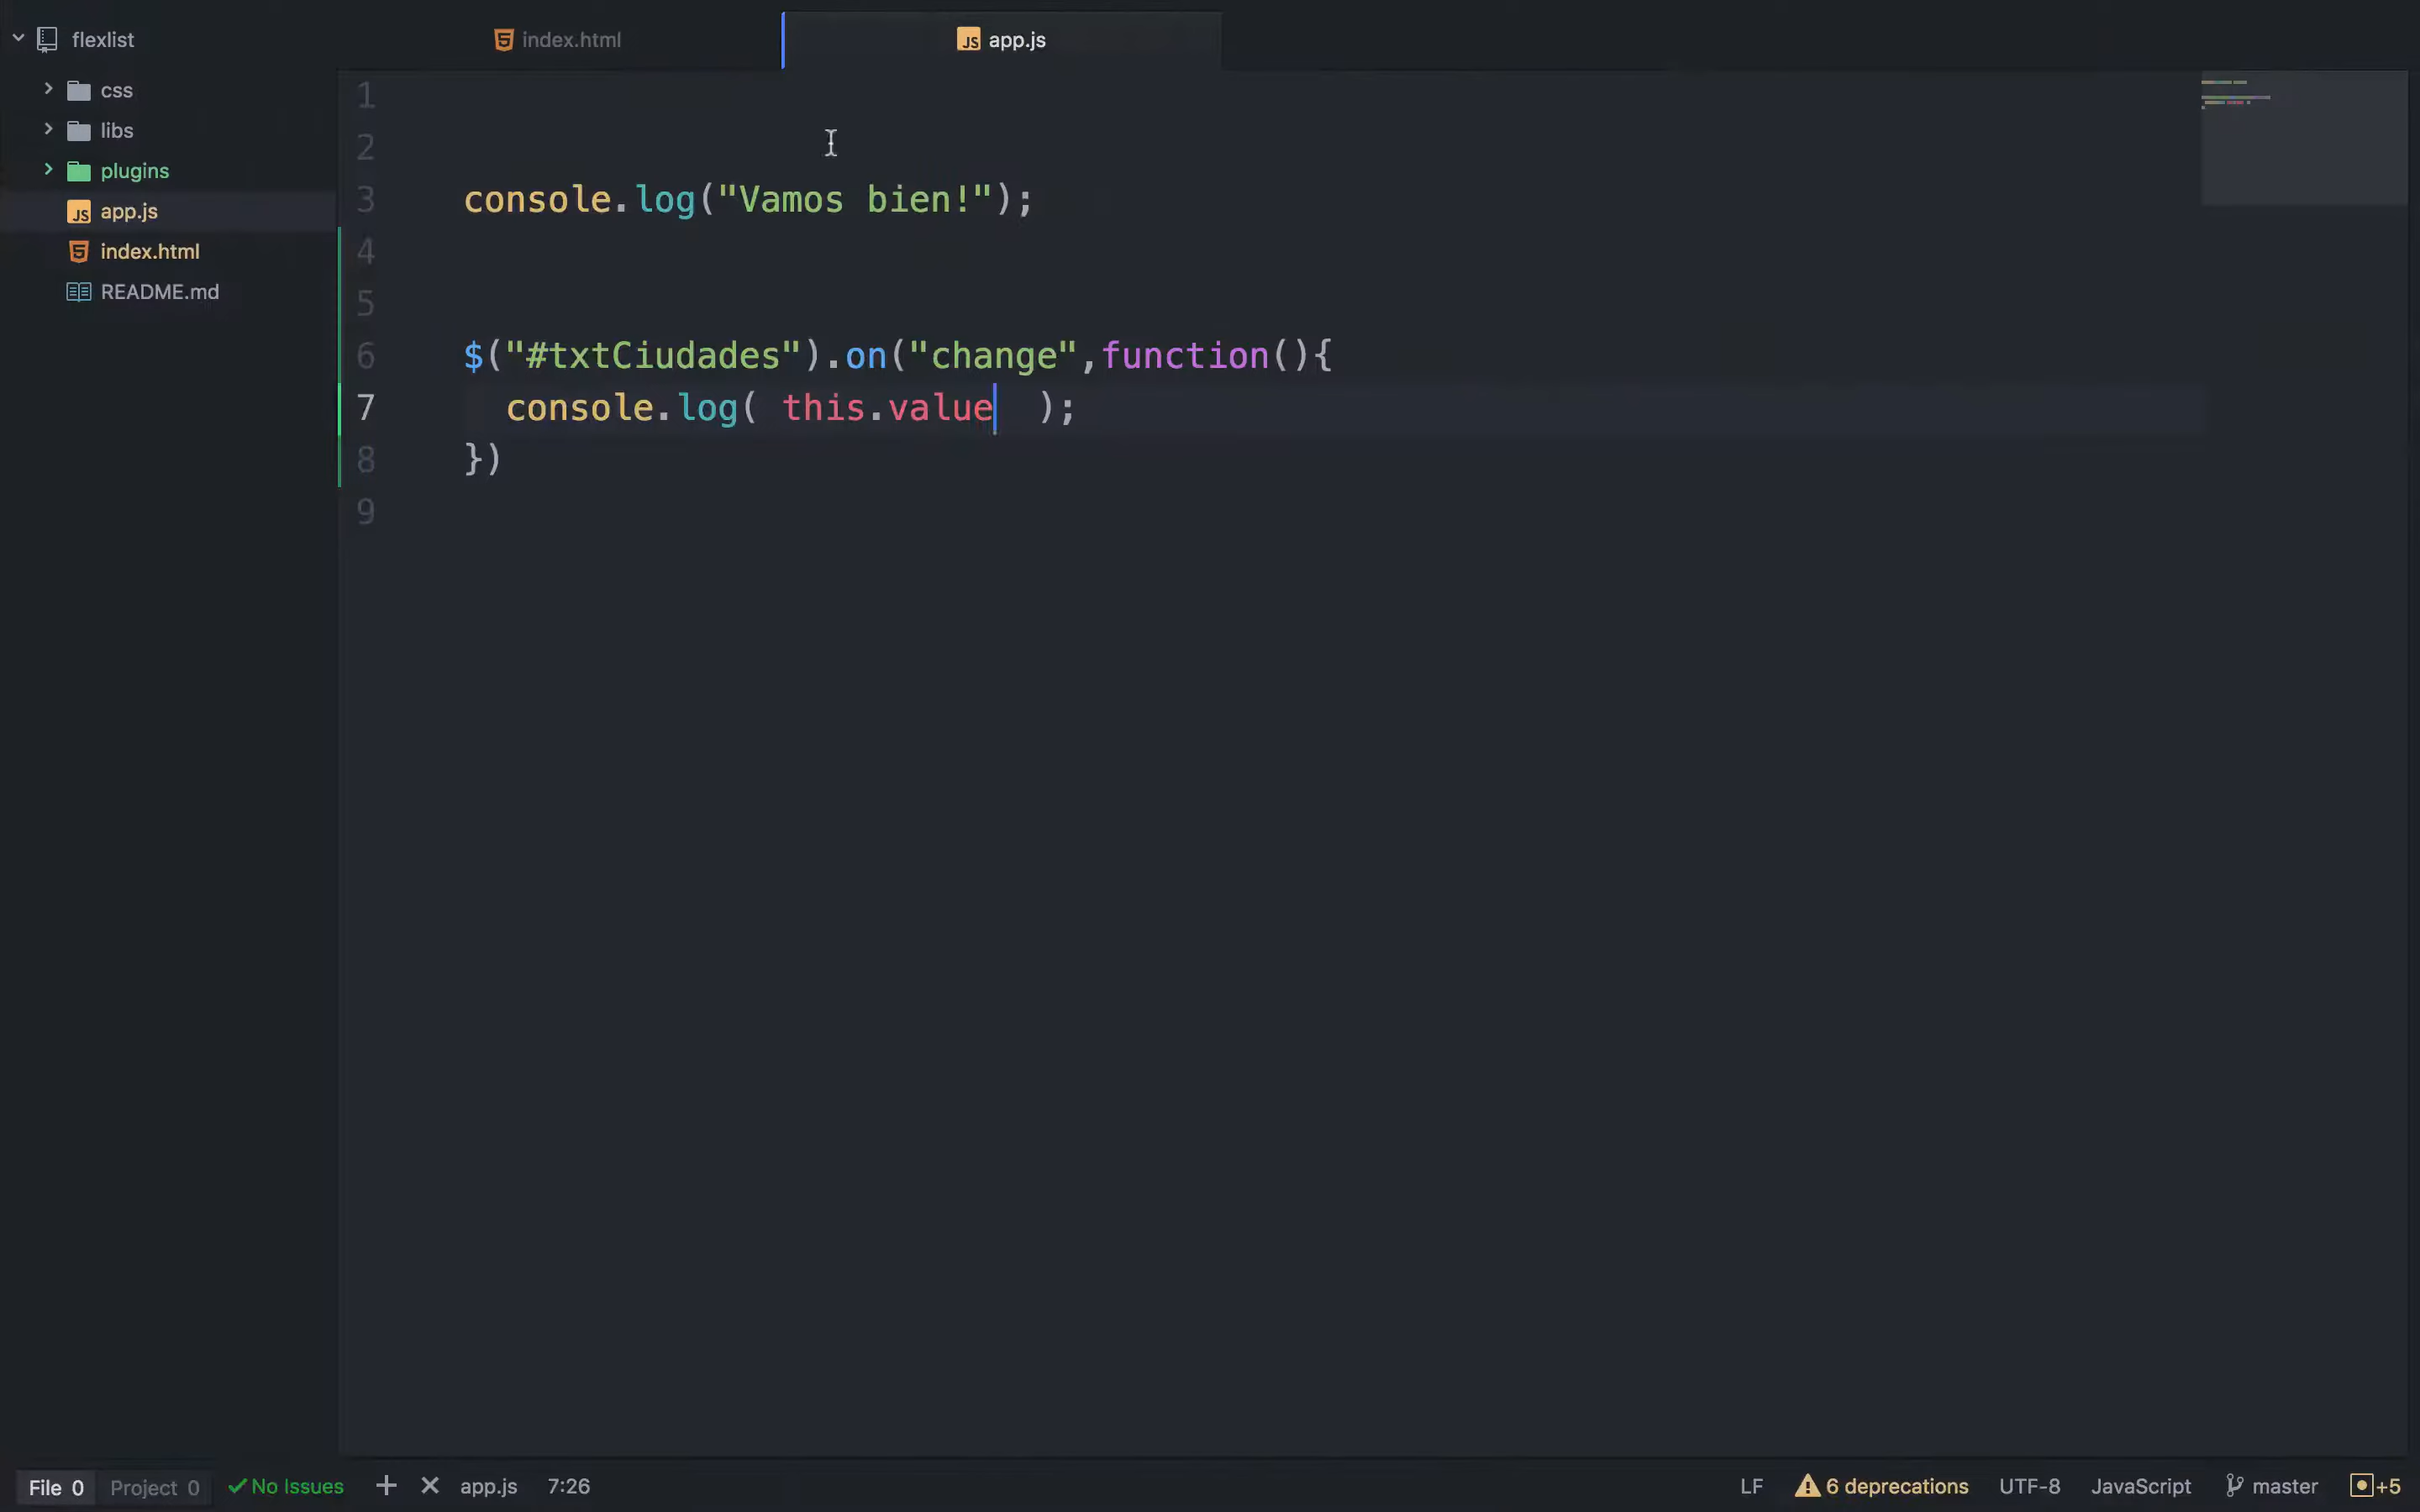 flexlist
css
libs
plugins
app.js
index.html
README.md
index.html
app.js
1
2
3 console.log("Vamos bien!");
4
5
6 $("#txtCiudades").on("change",function(){
7 console.log( this.value );
8 })
9
File 0 Project 0 No Issues app.js 7:26 LF 6 deprecations UTF-8 JavaScript master +5